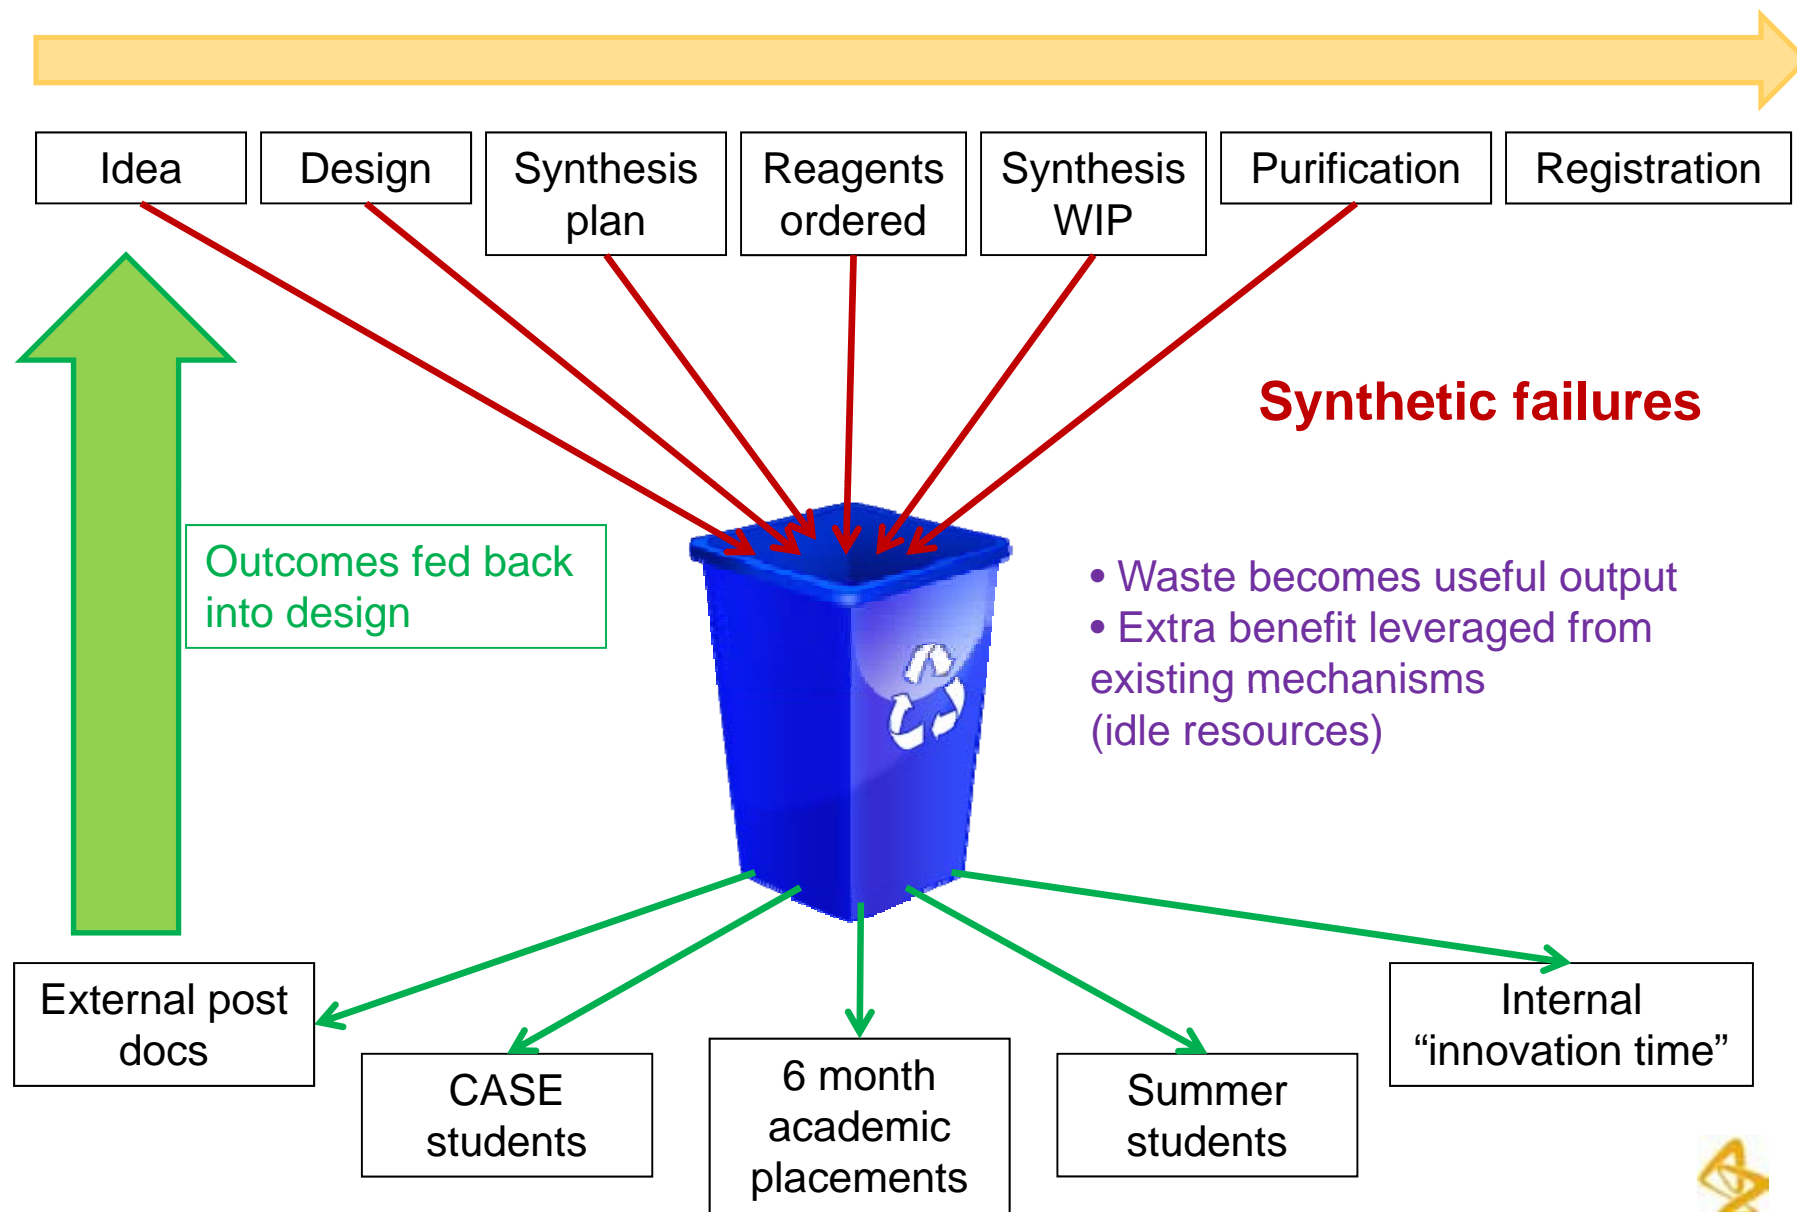 Idea
Design
Synthesis
plan
Reagents
ordered
Synthesis
WIP
Purification
Registration
Synthetic failures
Outcomes fed back
into design
• Waste becomes useful output
• Extra benefit leveraged from
existing mechanisms
(idle resources)
External post
docs
CASE
students
6 month
academic
placements
Summer
students
Internal
“innovation time”